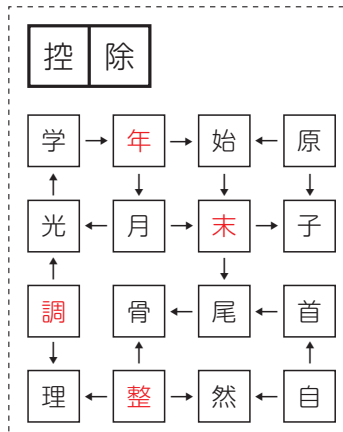 控除
学年始原
光月末子
調骨尾首
理整然自